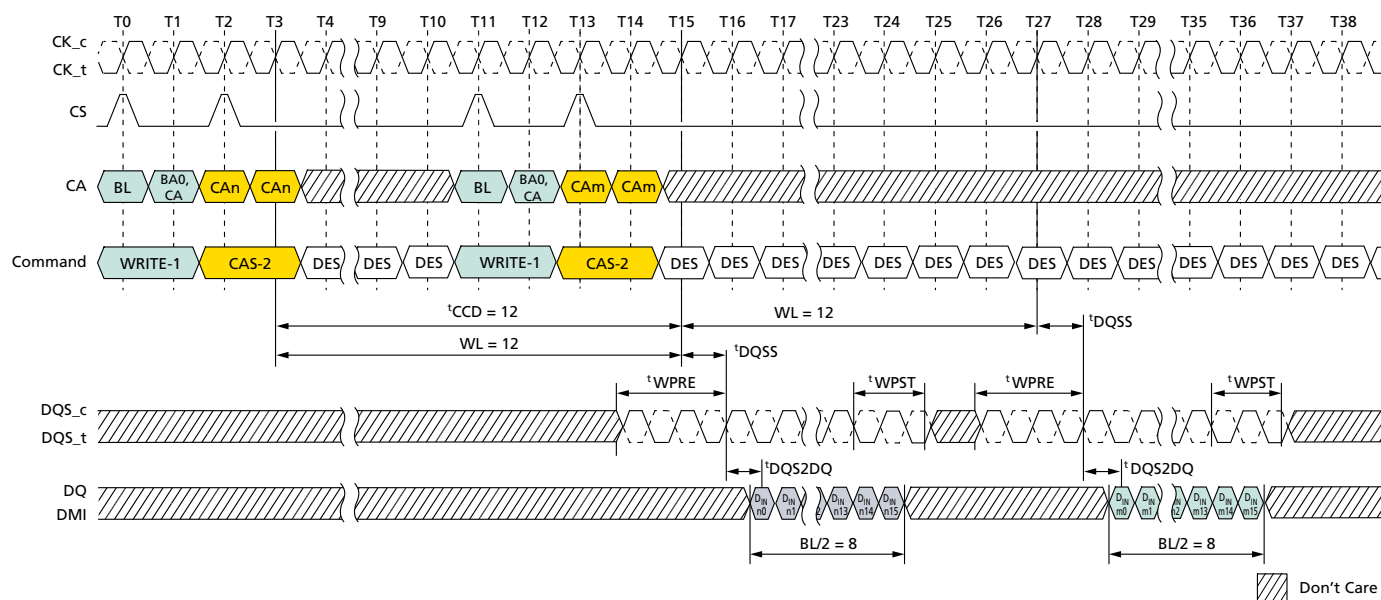 T0 T1 T2 T3 T4 T9 T10 T11 T12 T13 T14 T15 T16 T17 T23 T24 T25 T26 T27 T28 T29 T35 T36 T37 T38
CK_c
CK_t
CS
CA BL BA0, CA CAn CAn BL BA0, CA CAm CAm
Command WRITE-1 CAS-2 DES DES DES WRITE-1 CAS-2 DES DES DES DES DES DES DES DES DES DES DES DES DES DES
tCCD = 12 WL = 12 tDQSS
WL = 12 tDQSS
tWPRE tWPST tWPRE tWPST
DQS_c
DQS_t
tDQS2DQ tDQS2DQ
DQ
DMI
DIN n0 DIN n1 2 DIN n13 DIN n14 DIN n15 DIN m0 DIN m1 IN n2 DIN m13 DIN m14 DIN m15
BL/2 = 8 BL/2 = 8
Don't Care